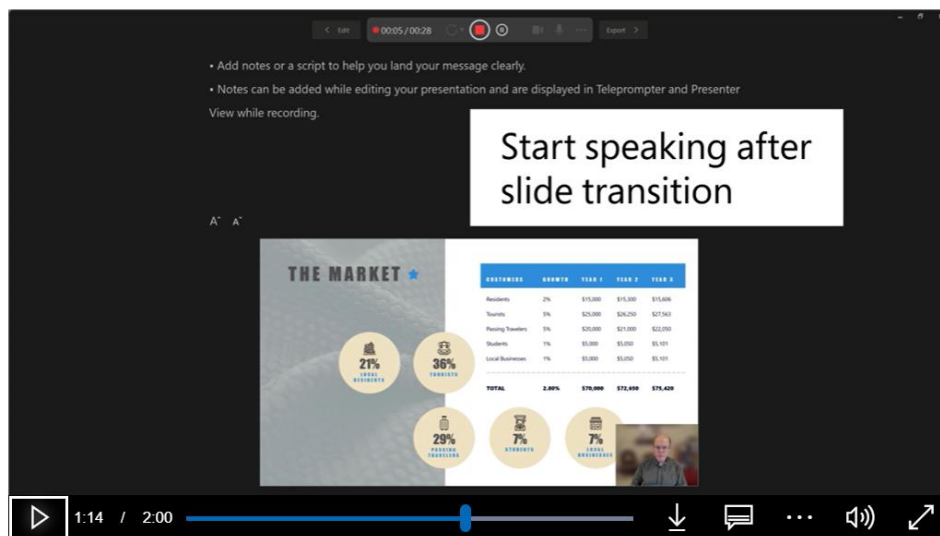 Edit
00:05 / 00:28
Export
• Add notes or a script to help you land your message clearly.
• Notes can be added while editing your presentation and are displayed in Teleprompter and Presenter
View while recording.
Start speaking after
slide transition
A^ A˅
THE MARKET
CUSTOMERS GROWTH YEAR 1 YEAR 2 YEAR 3
Residents 2% $15,000 $15,300 $15,606
Tourists 5% $25,000 $26,250 $27,563
Passing Travelers 5% $20,000 $21,000 $22,050
Students 1% $5,000 $5,050 $5,101
Local Businesses 1% $5,000 $5,050 $5,101
TOTAL 2.80% $70,000 $72,650 $75,420
21%
LOCAL
RESIDENTS
36%
TOURISTS
29%
PASSING
TRAVELERS
7%
STUDENTS
7%
LOCAL
BUSINESSES
1:14 / 2:00